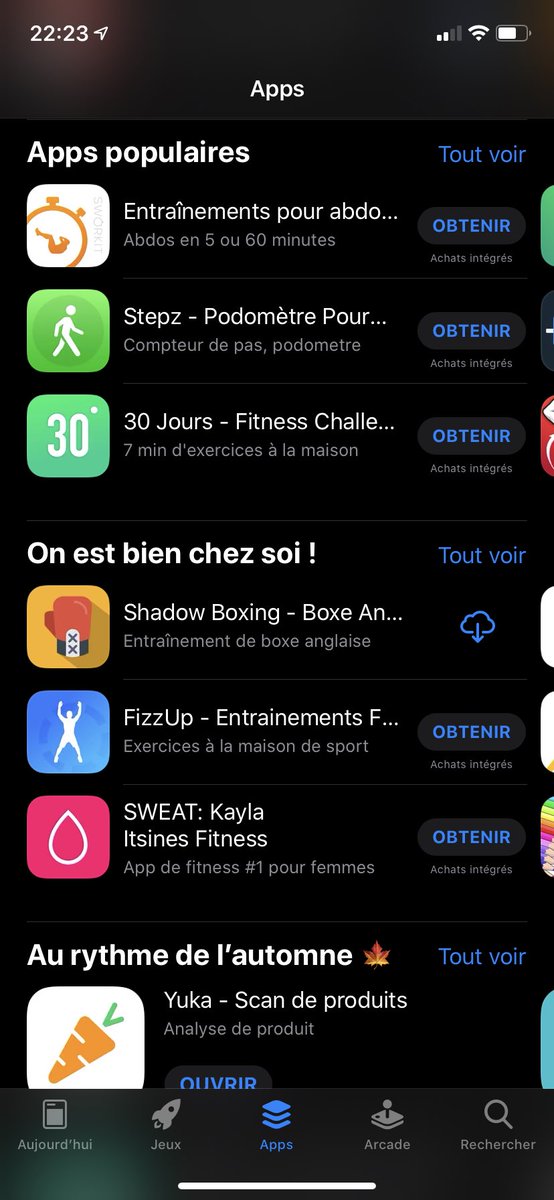 22:23
Apps
Apps populaires
Tout voir
SWORKIT
Entraînements pour abdo...
Abdos en 5 ou 60 minutes
OBTENIR
Achats intégrés
Stepz - Podomètre Pour...
Compteur de pas, podometre
OBTENIR
Achats intégrés
30
30 Jours - Fitness Challe...
7 min d'exercices à la maison
OBTENIR
Achats intégrés
On est bien chez soi !
Tout voir
Shadow Boxing - Boxe An...
Entraînement de boxe anglaise
FizzUp - Entrainements F...
Exercices à la maison de sport
OBTENIR
Achats intégrés
SWEAT: Kayla
Itsines Fitness
App de fitness #1 pour femmes
OBTENIR
Achats intégrés
Au rythme de l’automne 🍁
Tout voir
Yuka - Scan de produits
Analyse de produit
OUVRIR
Aujourd’hui
Jeux
Apps
Arcade
Rechercher